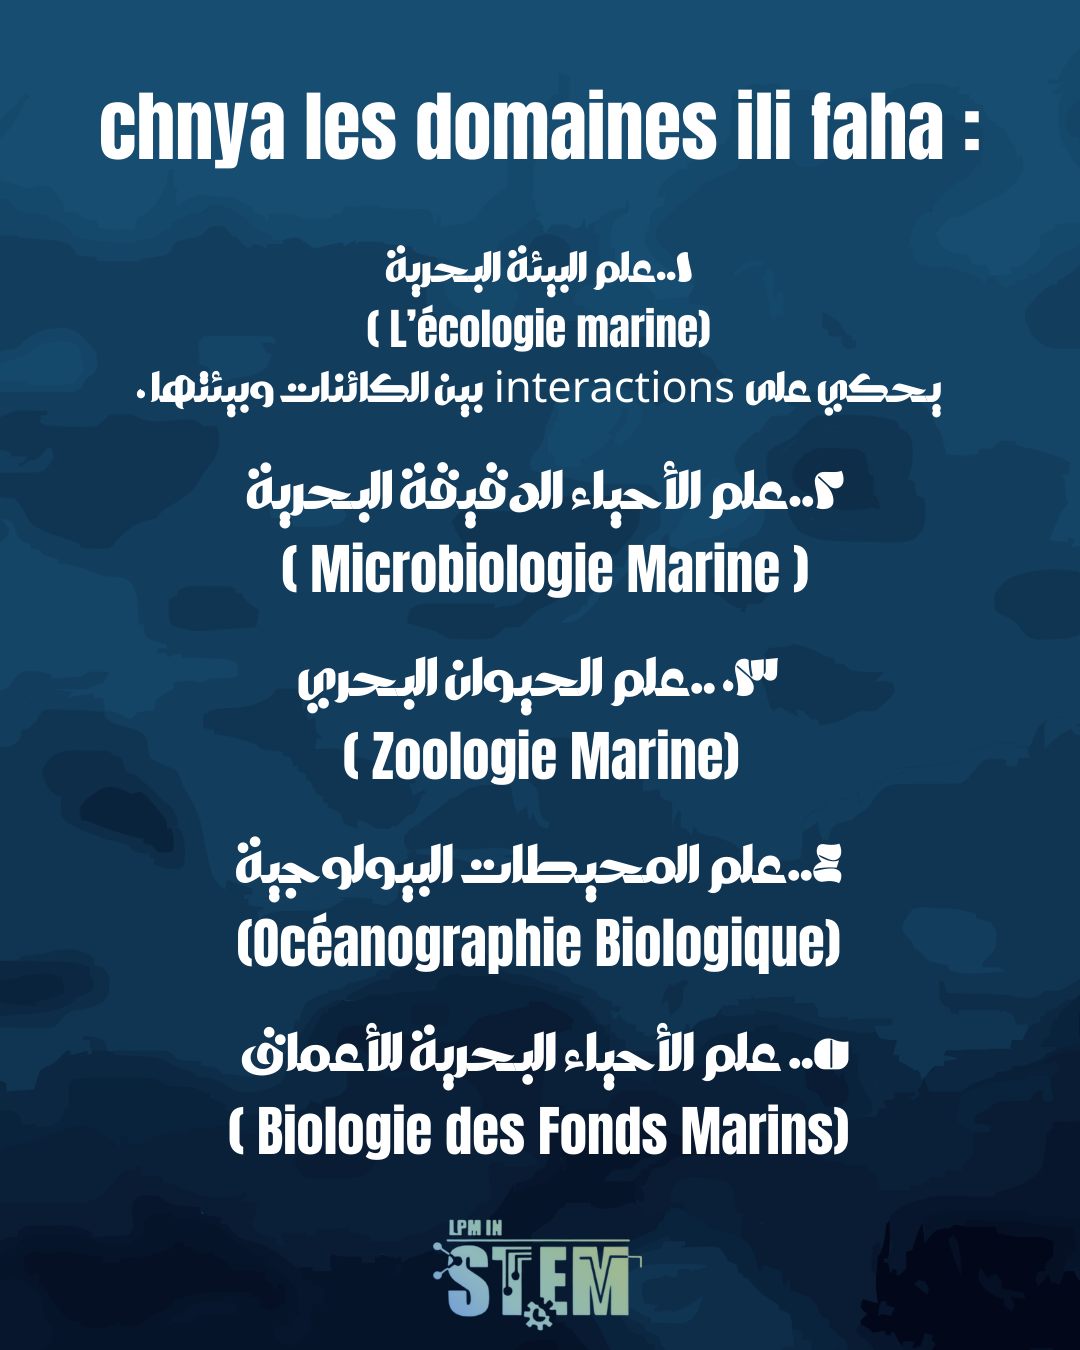 chnya les domaines ili faha :
١..علم البيئة البحرية
( L’écologie marine)
يحكي على interactions بين الكائنات وبيئتها.
٢..علم الأحياء الدقيقة البحرية
( Microbiologie Marine )
٣. ..علم الحيوان البحري
( Zoologie Marine)
٤..علم المحيطات البيولوجية
(Océanographie Biologique)
٥.. علم الأحياء البحرية للأعماق
( Biologie des Fonds Marins)
LPM IN
STEM